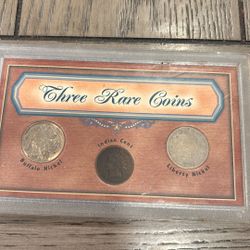 Three Rare Coins
Indian Cent
Buffalo Nickel
Liberty Nickel